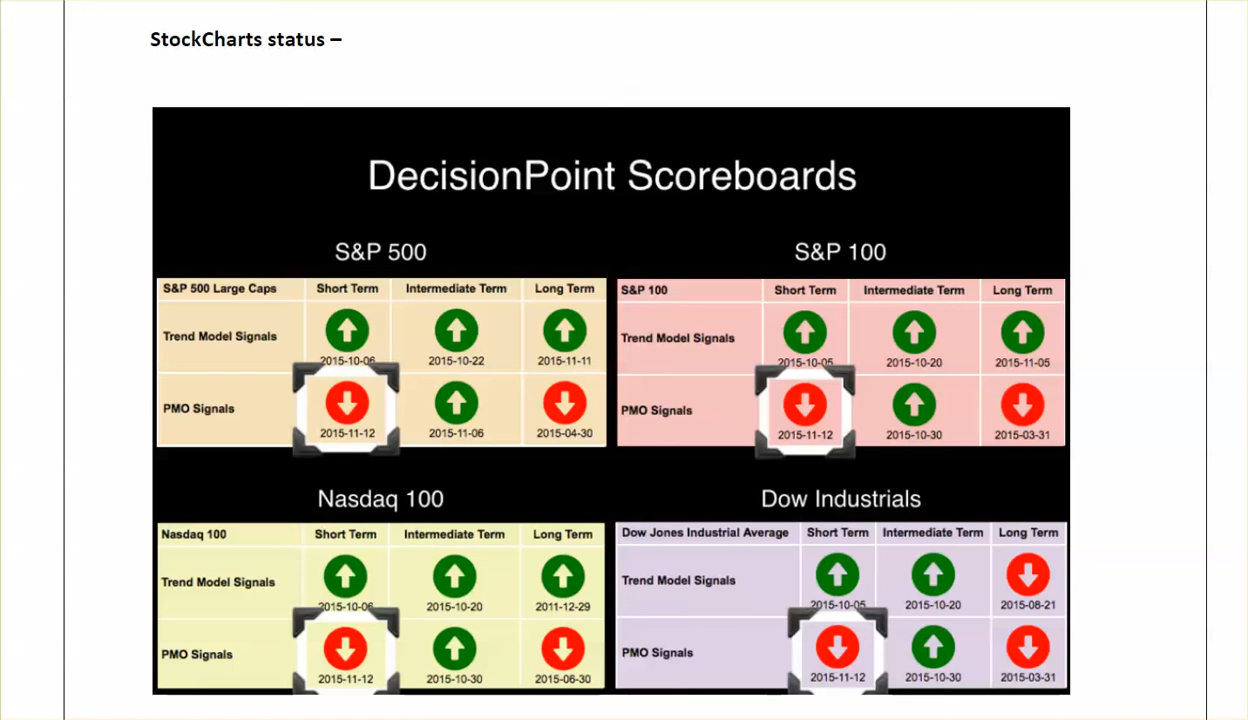 StockCharts status –
DecisionPoint Scoreboards
S&P 500
S&P 500 Large Caps Short Term Intermediate Term Long Term
Trend Model Signals
2015-10-06 2015-10-22 2015-11-11
PMO Signals
2015-11-12 2015-11-06 2015-04-30
S&P 100
S&P 100 Short Term Intermediate Term Long Term
Trend Model Signals
2015-10-05 2015-10-20 2015-11-05
PMO Signals
2015-11-12 2015-10-30 2015-03-31
Nasdaq 100
Nasdaq 100 Short Term Intermediate Term Long Term
Trend Model Signals
2015-10-06 2015-10-20 2011-12-29
PMO Signals
2015-11-12 2015-10-30 2015-06-30
Dow Industrials
Dow Jones Industrial Average Short Term Intermediate Term Long Term
Trend Model Signals
2015-10-05 2015-10-20 2015-08-21
PMO Signals
2015-11-12 2015-10-30 2015-03-31